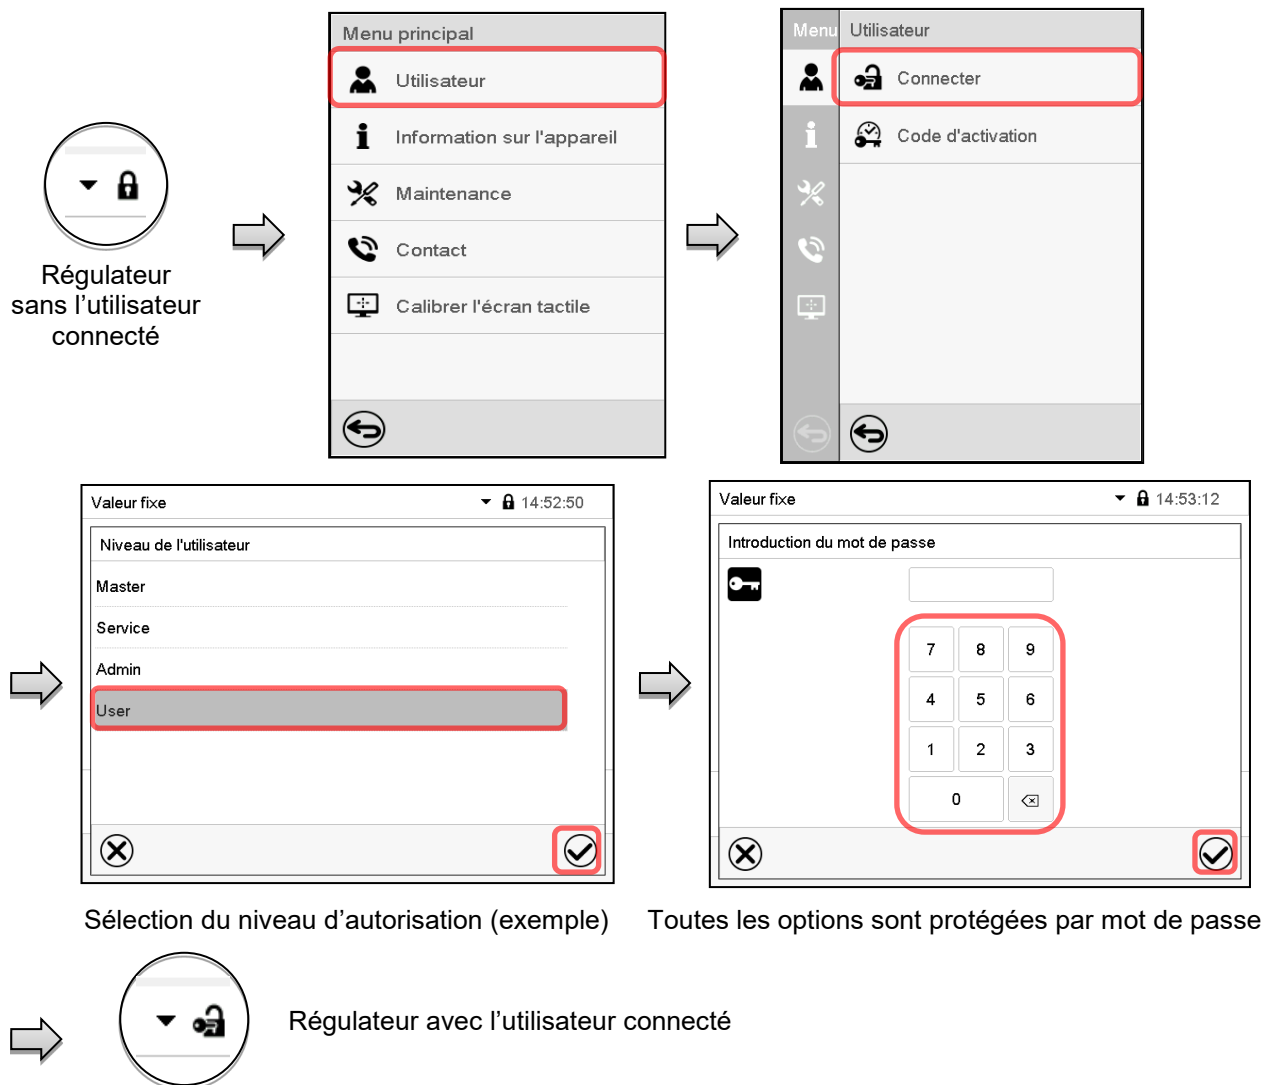 Menu principal
Utilisateur
Information sur l'appareil
Maintenance
Contact
Calibrer l'écran tactile
Menu
Utilisateur
Connecter
Code d'activation
Régulateur
sans l’utilisateur
connecté
Valeur fixe
14:52:50
Niveau de l'utilisateur
Master
Service
Admin
User
Valeur fixe
14:53:12
Introduction du mot de passe
7 8 9
4 5 6
1 2 3
0
Sélection du niveau d’autorisation (exemple)
Toutes les options sont protégées par mot de passe
Régulateur avec l’utilisateur connecté